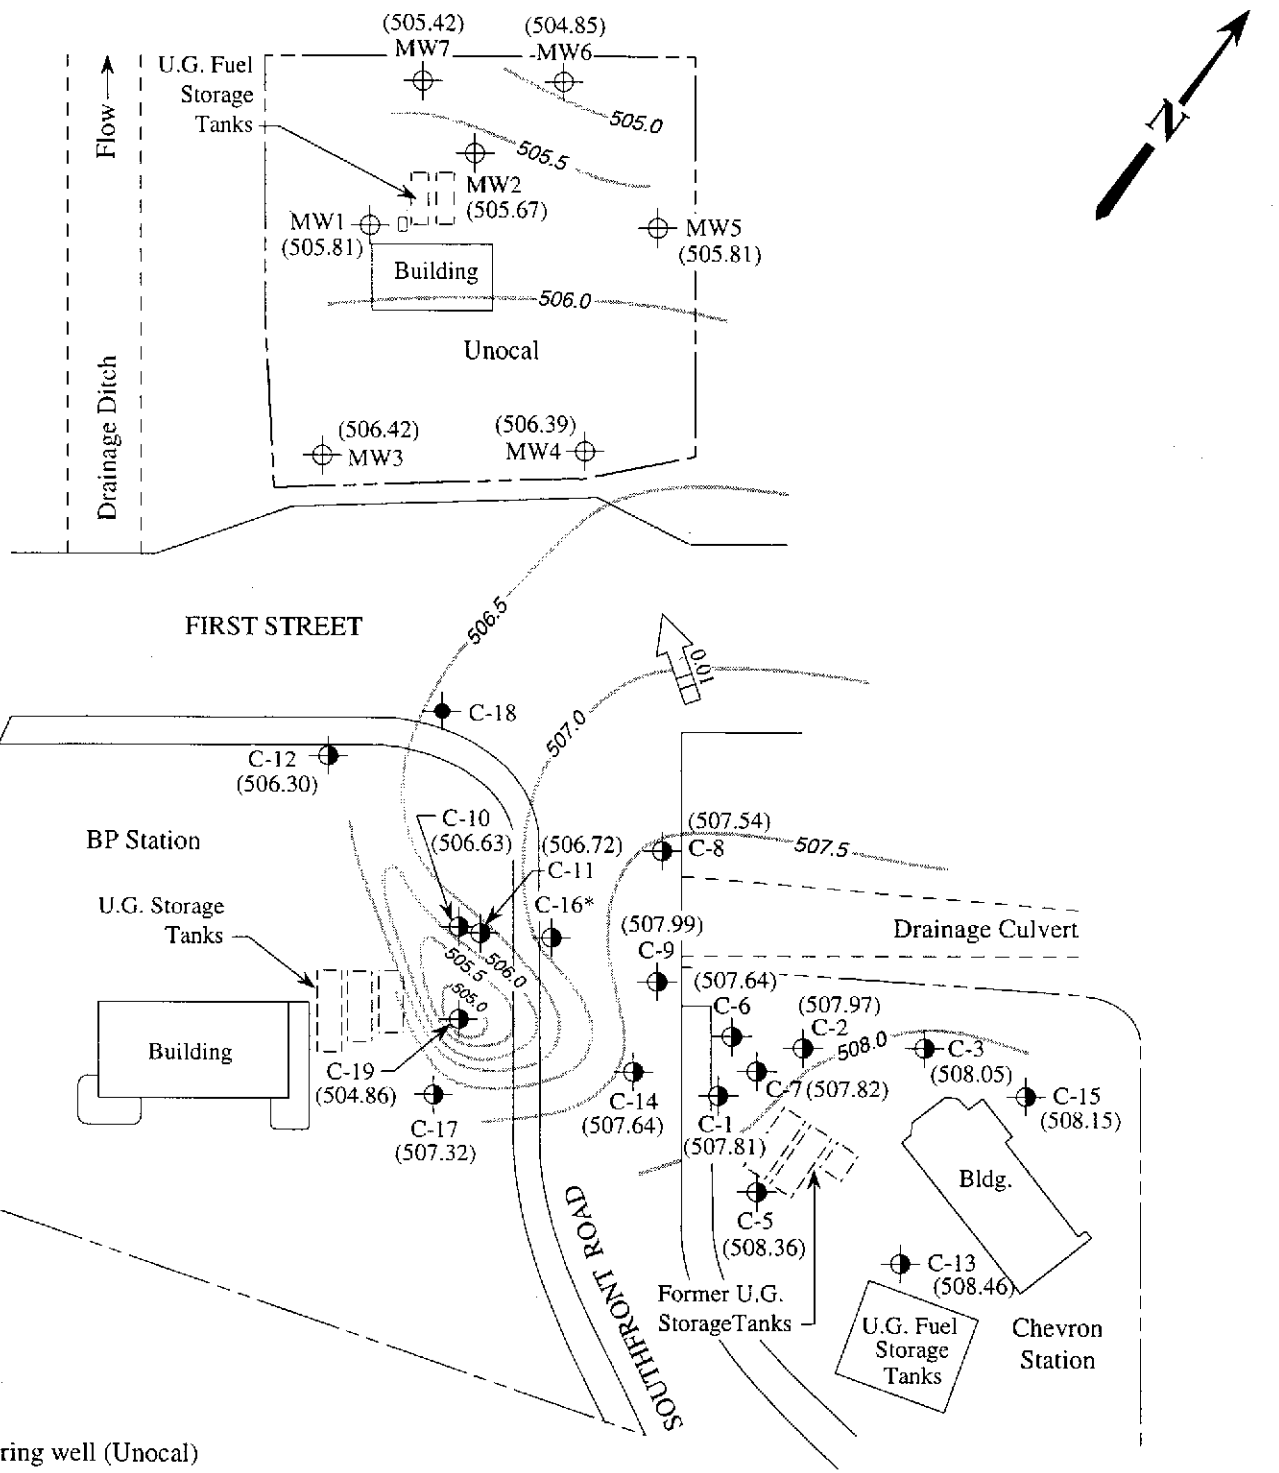 (505.42)
MW7
(504.85)
MW6
U.G. Fuel
Storage
Tanks
Flow
N
505.0
505.5
MW2
(505.67)
MW1
(505.81)
MW5
(505.81)
Building
506.0
Unocal
Drainage Ditch
(506.42)
MW3
(506.39)
MW4
506.5
FIRST STREET
0.01
507.0
C-18
C-12
(506.30)
BP Station
C-10
(506.63)
(506.72)
C-11
(507.54)
C-8
507.5
U.G. Storage
Tanks
C-16*
(507.99)
C-9
Drainage Culvert
505.5
506.0
505.0
(507.64)
C-6
(507.97)
C-2
508.0
C-3
(508.05)
Building
C-19
(504.86)
C-7 (507.82)
C-15
(508.15)
C-17
(507.32)
C-14
(507.64)
C-1
(507.81)
Bldg.
C-5
(508.36)
C-13
(508.46)
SOUTHFRONT ROAD
Former U.G.
Storage Tanks
U.G. Fuel
Storage
Tanks
Chevron
Station
ring well (Unocal)